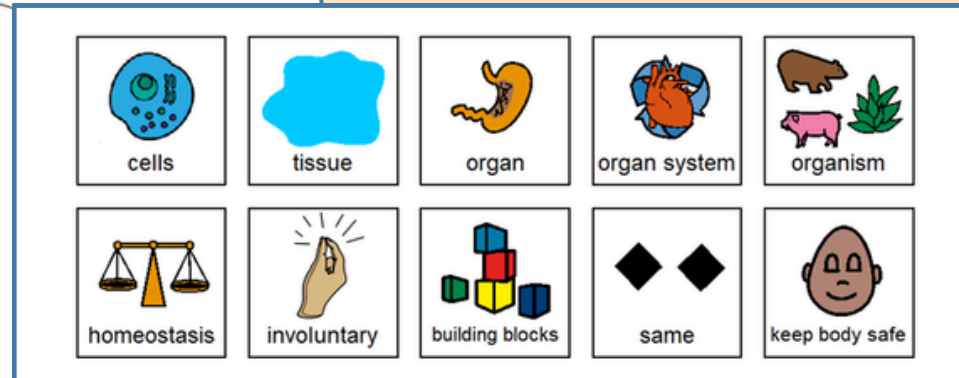 cells
tissue
organ
organ system
organism
homeostasis
involuntary
building blocks
same
keep body safe